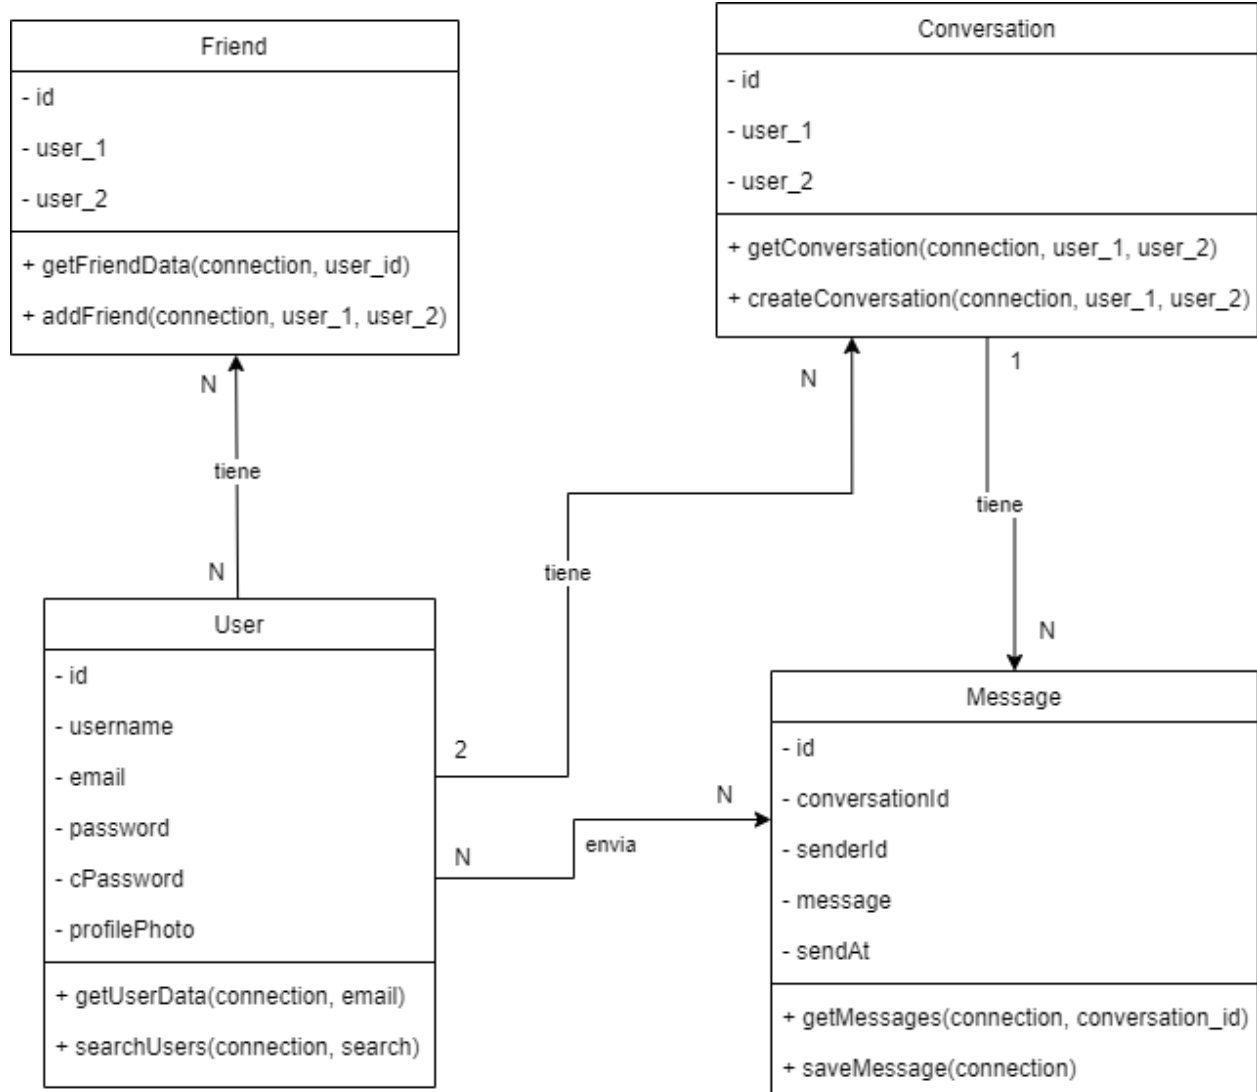 Friend
- id
- user_1
- user_2
+ getFriendData(connection, user_id)
+ addFriend(connection, user_1, user_2)
Conversation
- id
- user_1
- user_2
+ getConversation(connection, user_1, user_2)
+ createConversation(connection, user_1, user_2)
N
tiene
N
N
tiene
2
1
tiene
N
N
envia
N
User
- id
- username
- email
- password
- cPassword
- profilePhoto
+ getUserData(connection, email)
+ searchUsers(connection, search)
Message
- id
- conversationId
- senderId
- message
- sendAt
+ getMessages(connection, conversation_id)
+ saveMessage(connection)